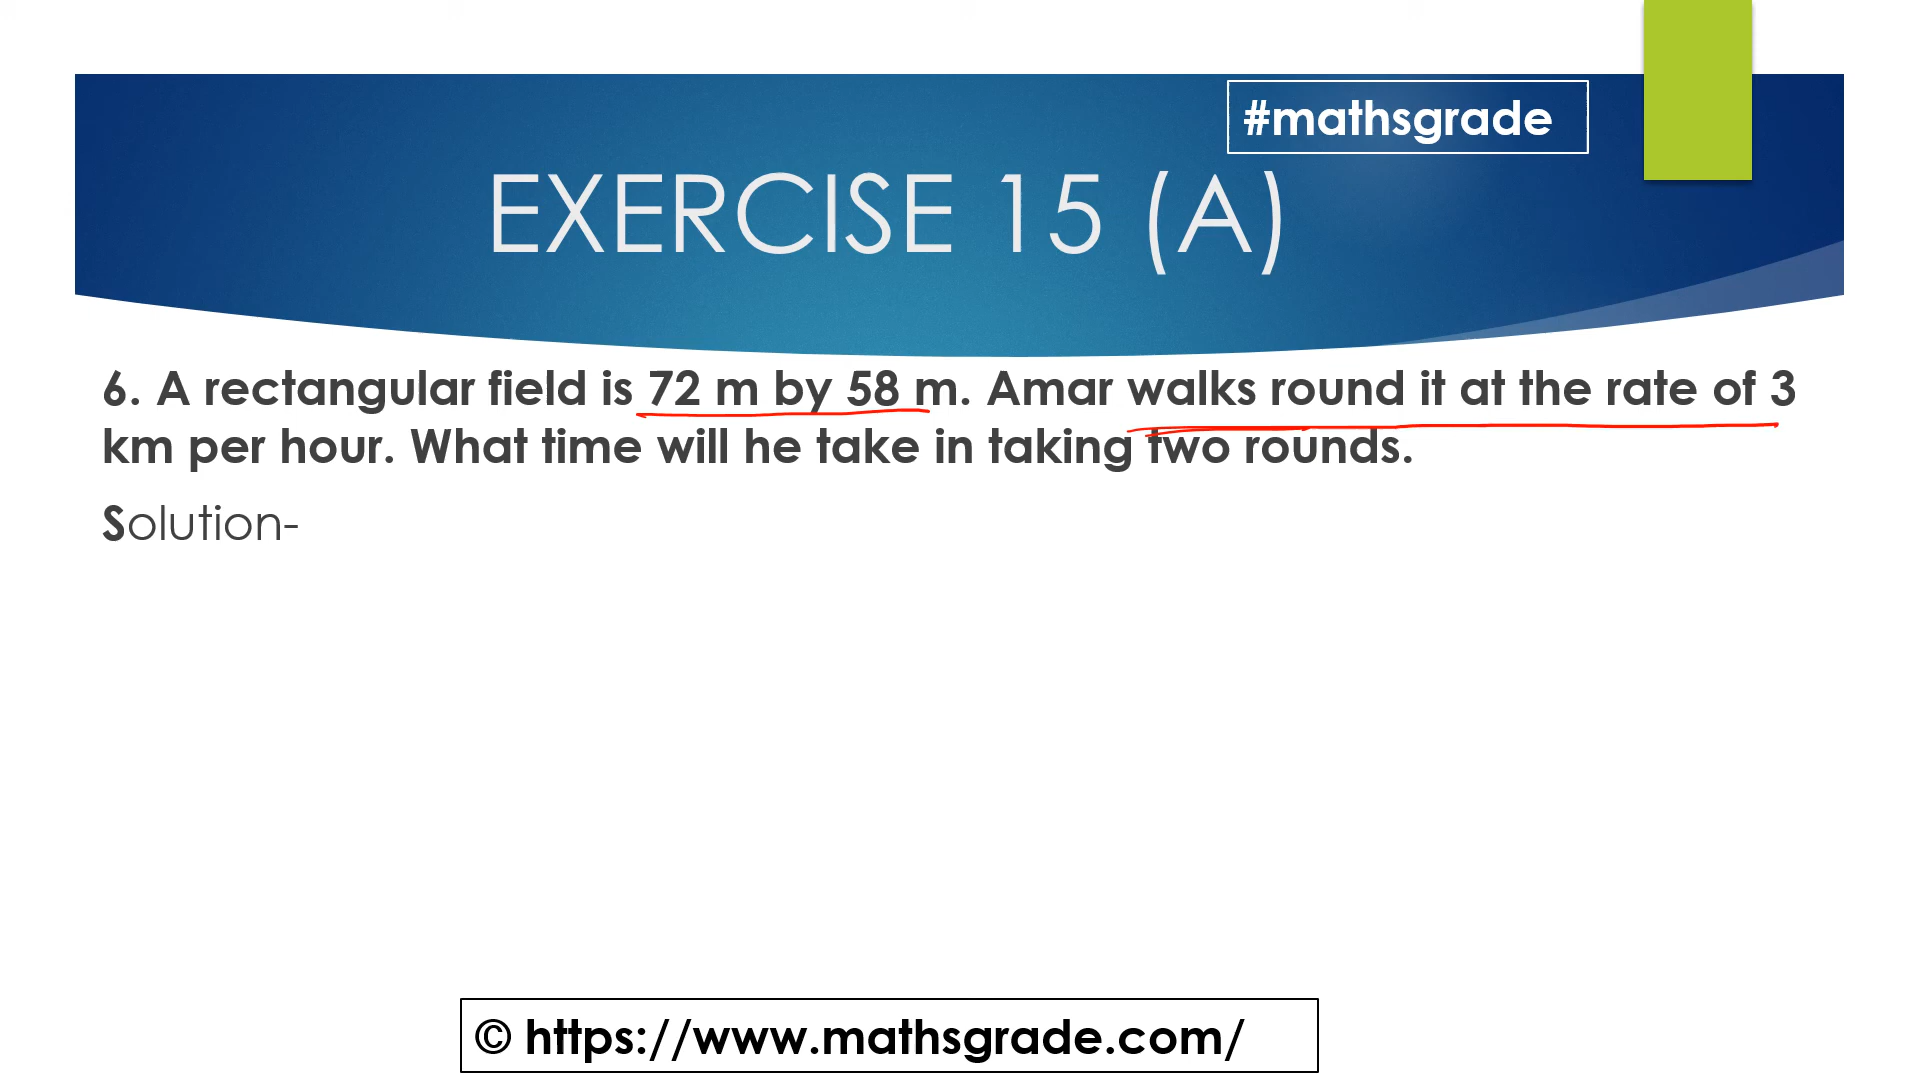 #mathsgrade
EXERCISE 15 (A)
6. A rectangular field is 72 m by 58 m. Amar walks round it at the rate of 3
km per hour. What time will he take in taking two rounds.
Solution-
© https://www.mathsgrade.com/